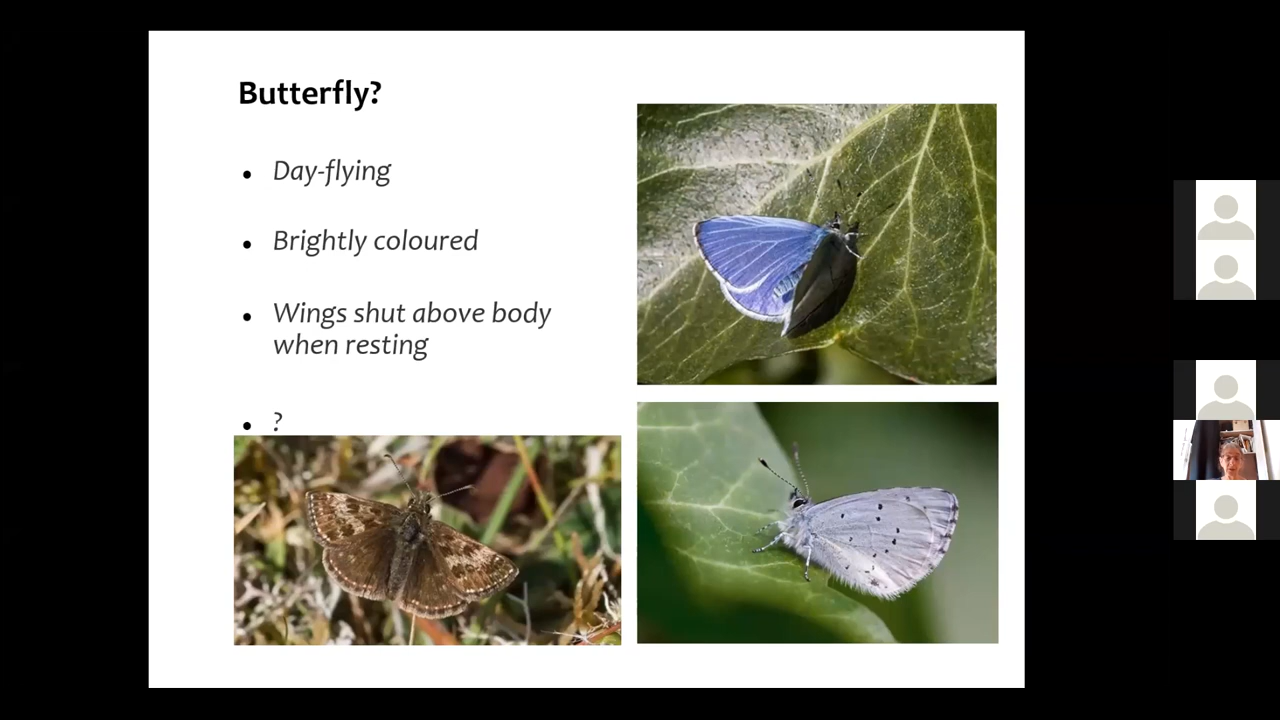 Butterfly?
• Day-flying
• Brightly coloured
• Wings shut above body
when resting
• ?